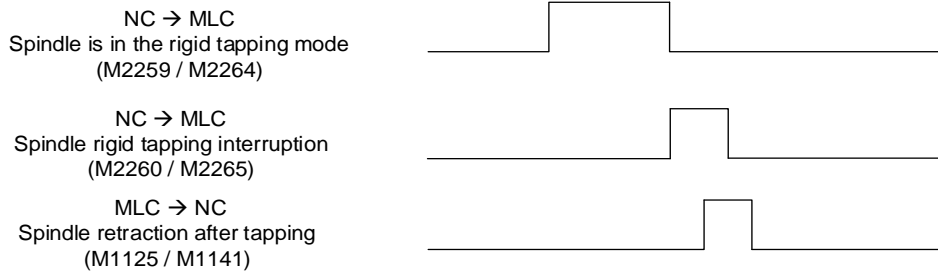 NC → MLC
Spindle is in the rigid tapping mode
(M2259 / M2264)
NC → MLC
Spindle rigid tapping interruption
(M2260 / M2265)
MLC → NC
Spindle retraction after tapping
(M1125 / M1141)